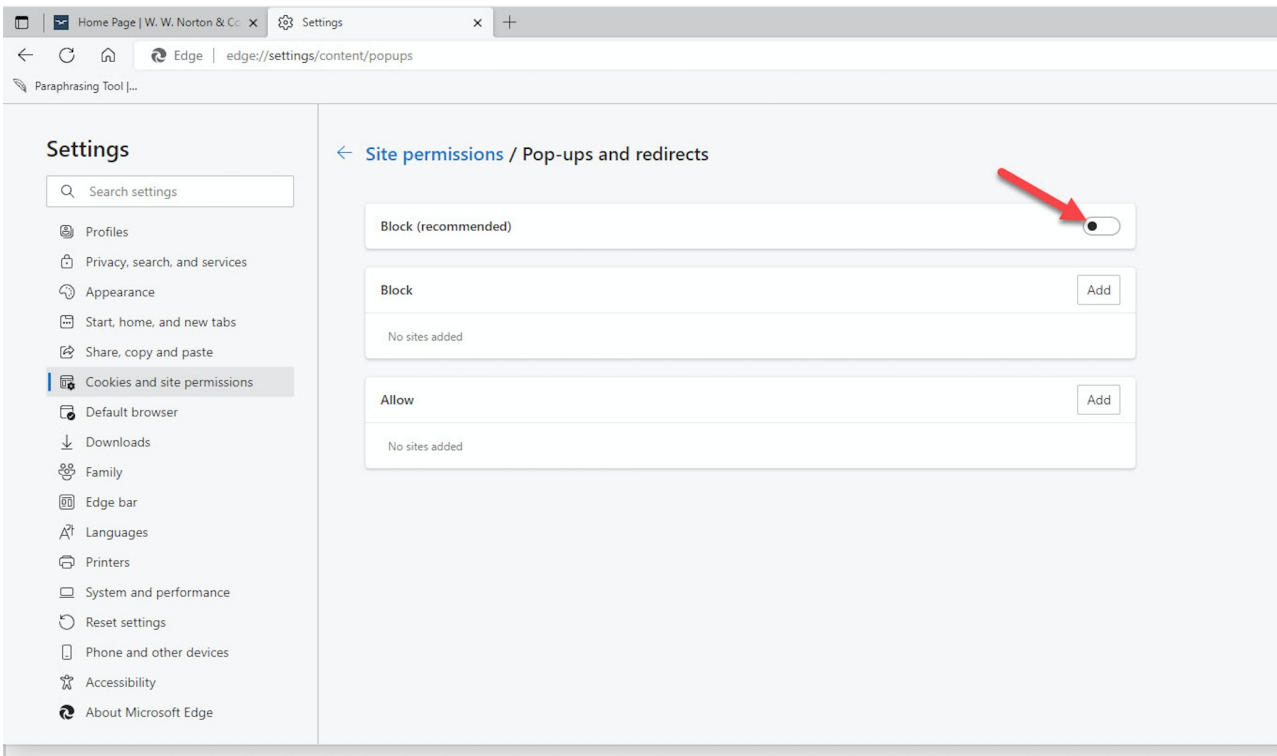 Home Page | W. W. Norton & Co
Settings
Edge | edge://settings/content/popups
Paraphrasing Tool |...
Settings
Search settings
Profiles
Privacy, search, and services
Appearance
Start, home, and new tabs
Share, copy and paste
Cookies and site permissions
Default browser
Downloads
Family
Edge bar
Languages
Printers
System and performance
Reset settings
Phone and other devices
Accessibility
About Microsoft Edge
Site permissions / Pop-ups and redirects
Block (recommended)
Block
Add
No sites added
Allow
Add
No sites added